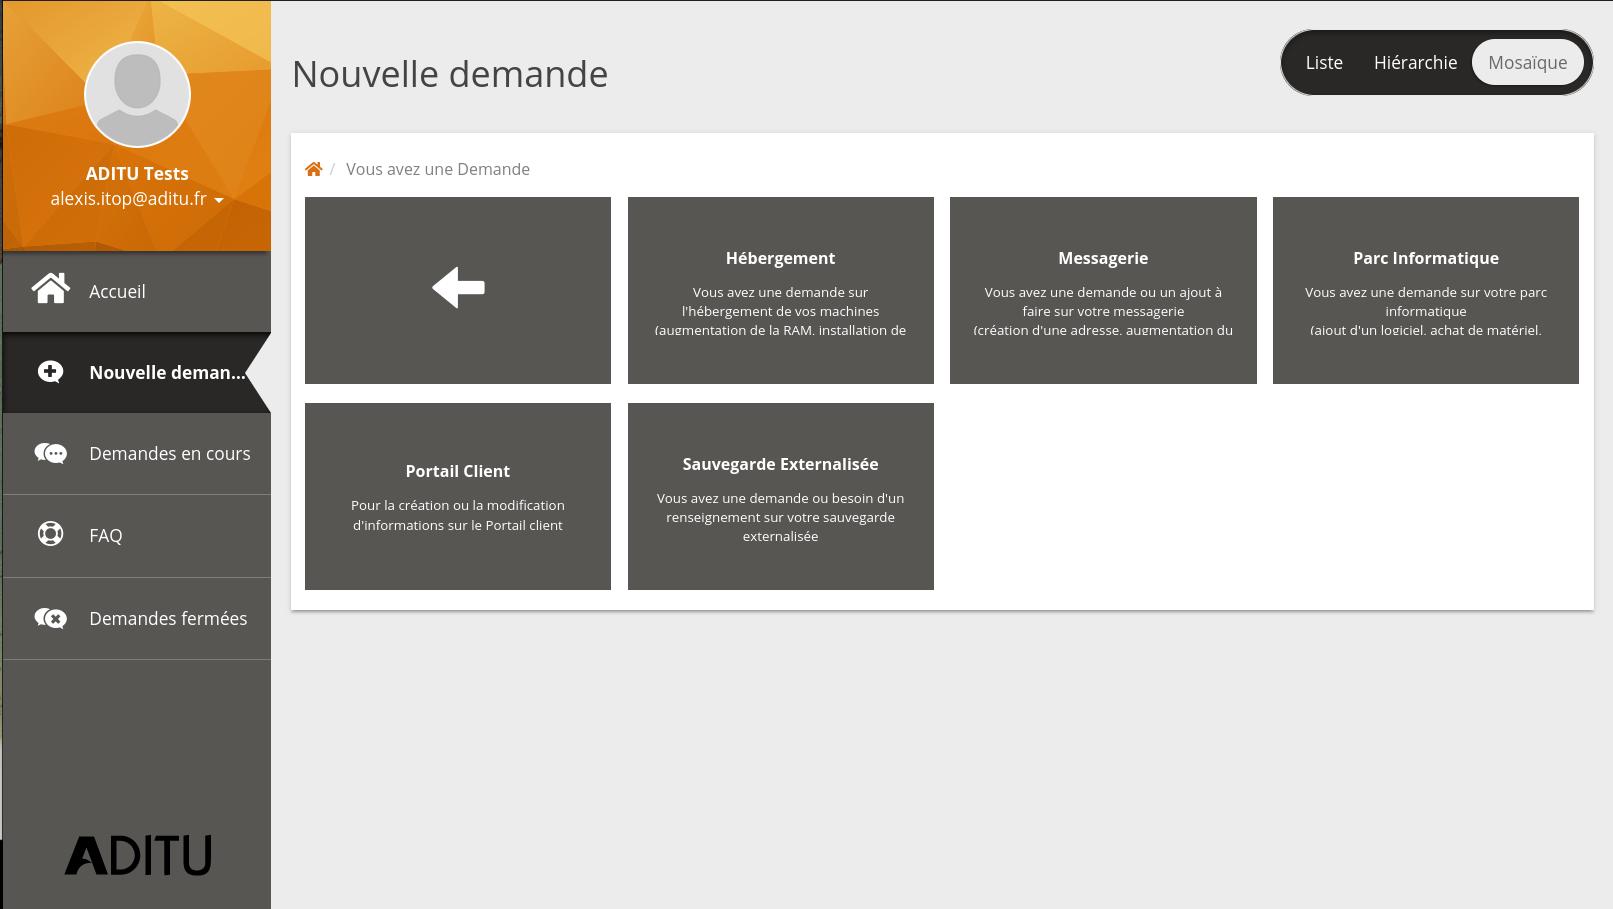 ADITU Tests
alexis.itop@aditu.fr
Accueil
Nouvelle deman...
Demandes en cours
FAQ
Demandes fermées
ADITU
Nouvelle demande
Liste Hiérarchie Mosaïque
/ Vous avez une Demande
Hébergement
Vous avez une demande sur
l'hébergement de vos machines
(augmentation de la RAM, installation de
Messagerie
Vous avez une demande ou un ajout à
faire sur votre messagerie
(création d'une adresse, augmentation du
Parc Informatique
Vous avez une demande sur votre parc
informatique
(ajout d'un logiciel, achat de matériel,
Portail Client
Pour la création ou la modification
d'informations sur le Portail client
Sauvegarde Externalisée
Vous avez une demande ou besoin d'un
renseignement sur votre sauvegarde
externalisée